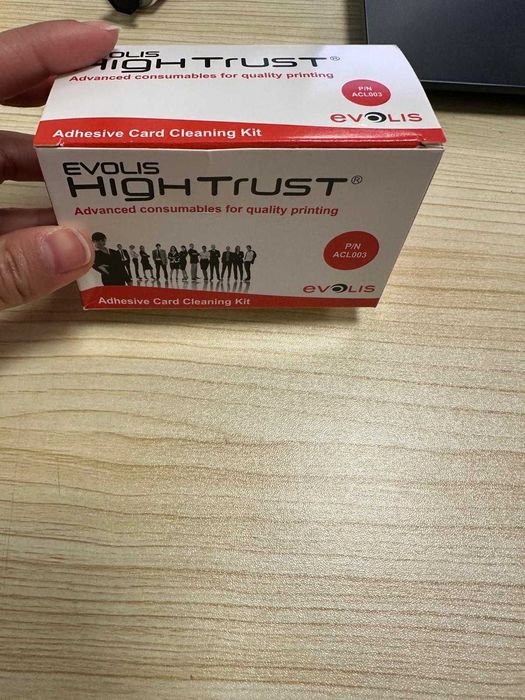 EVOLIS
HIGHTRUST®
Advanced consumables for quality printing
P/N
ACL003
evOLIS
Adhesive Card Cleaning Kit
EVOLIS
HIGHTRUST®
Advanced consumables for quality printing
P/N
ACL003
evOLIS
Adhesive Card Cleaning Kit